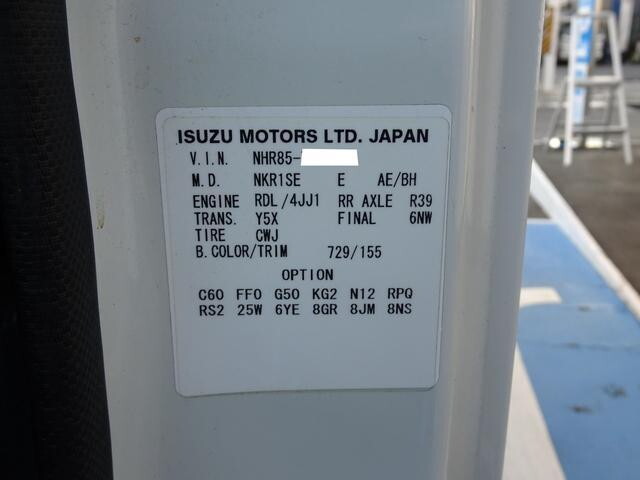 ISUZU MOTORS LTD. JAPAN
V.I.N. NHR85-
M.D. NKR1SE E AE/BH
ENGINE RDL/4JJ1 RR AXLE R39
TRANS. Y5X FINAL 6NW
TIRE CWJ
B.COLOR/TRIM 729/155
OPTION
C60 FF0 G50 KG2 N12 RPQ
RS2 25W 6YE 8GR 8JM 8NS